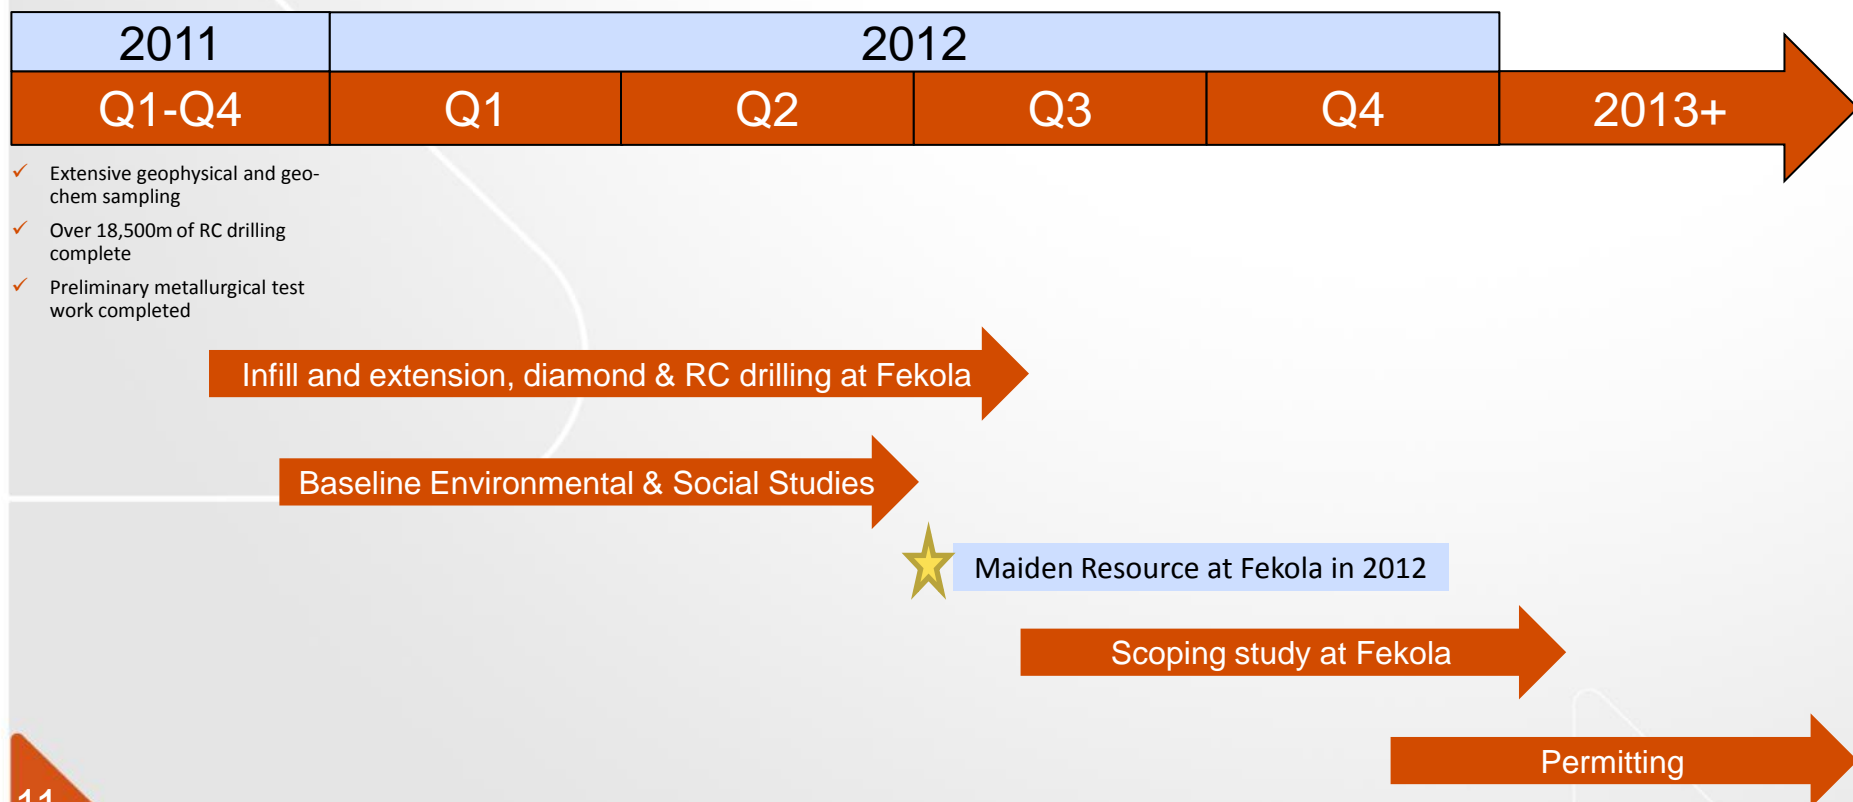 2011 2012
Q1-Q4 Q1 Q2 Q3 Q4 2013+
Extensive geophysical and geo-
chem sampling
Over 18,500m of RC drilling
complete
Preliminary metallurgical test
work completed
Infill and extension, diamond & RC drilling at Fekola
Baseline Environmental & Social Studies
Maiden Resource at Fekola in 2012
Scoping study at Fekola
Permitting
11